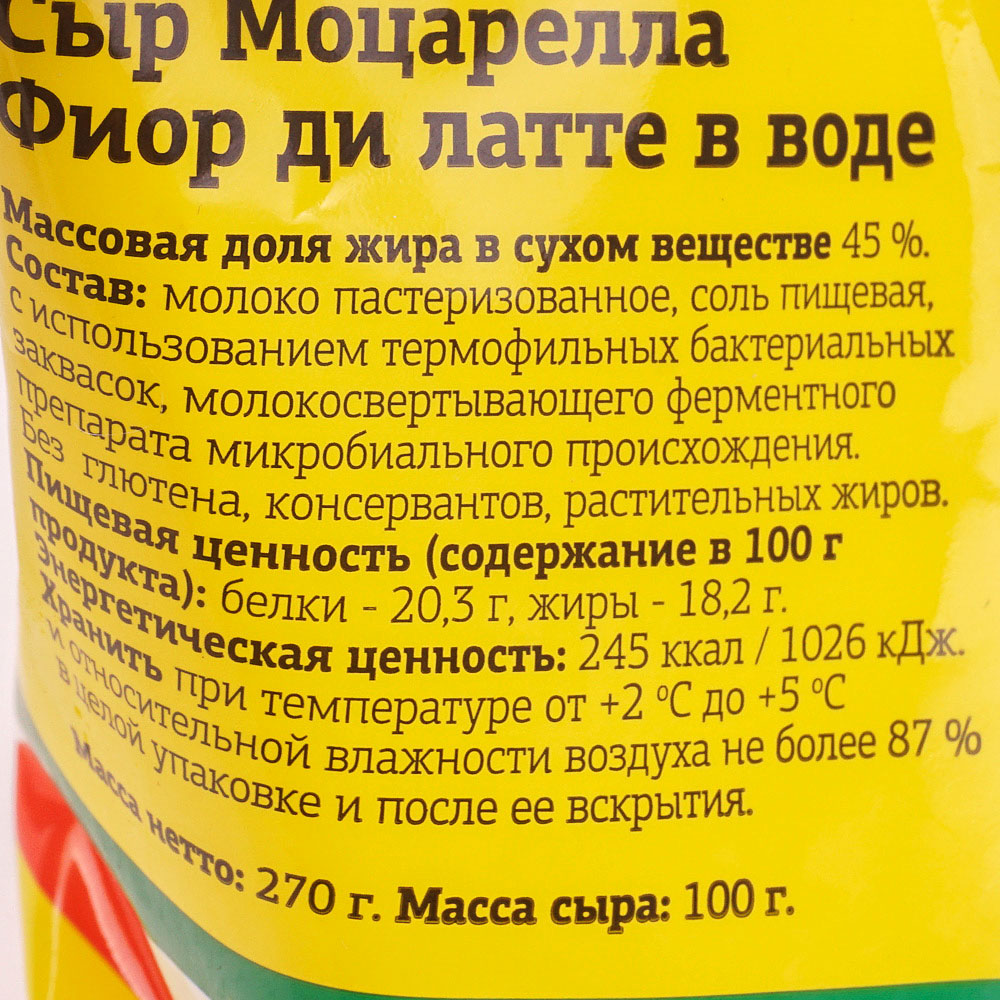 Сыр Моцарелла
Фиор ди латте в воде
Массовая доля жира в сухом веществе 45 %.
Состав: молоко пастеризованное, соль пищевая,
с использованием термофильных бактериальных
заквасок, молокосвертывающего ферментного
препарата микробиального происхождения.
Без глютена, консервантов, растительных жиров.
Пищевая ценность (содержание в 100 г
продукта): белки - 20,3 г, жиры - 18,2 г.
Энергетическая ценность: 245 ккал / 1026 кДж.
Хранить при температуре от +2 °С до +5 °С
и относительной влажности воздуха не более 87 %
в целой упаковке и после ее вскрытия.
Масса нетто: 270 г. Масса сыра: 100 г.